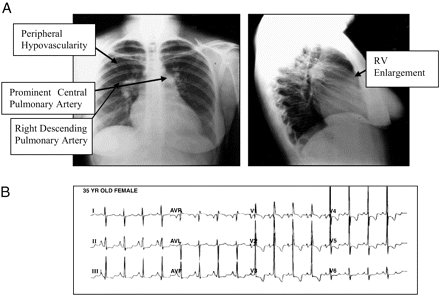 A
Peripheral
Hypovascularity
Prominent Central
Pulmonary Artery
Right Descending
Pulmonary Artery
RV
Enlargement
B
35 YR OLD FEMALE
I AVR V1 V4
II AVL V2 V5
III AVF V3 V6